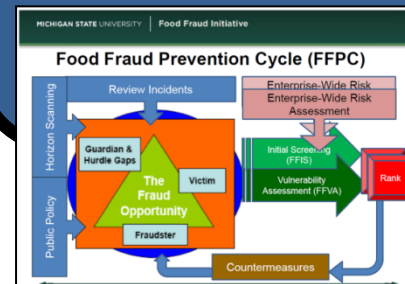 MICHIGAN STATE UNIVERSITY | Food Fraud Initiative
Food Fraud Prevention Cycle (FFPC)
Horizon Scanning
Public Policy
Review Incidents
Guardian &
Hurdle Gaps
The
Fraud
Opportunity
Victim
Fraudster
Enterprise-Wide Risk
Enterprise-Wide Risk
Assessment
Initial Screening
(FFIS)
Vulnerability
Assessment (FFVA)
Rank
Countermeasures